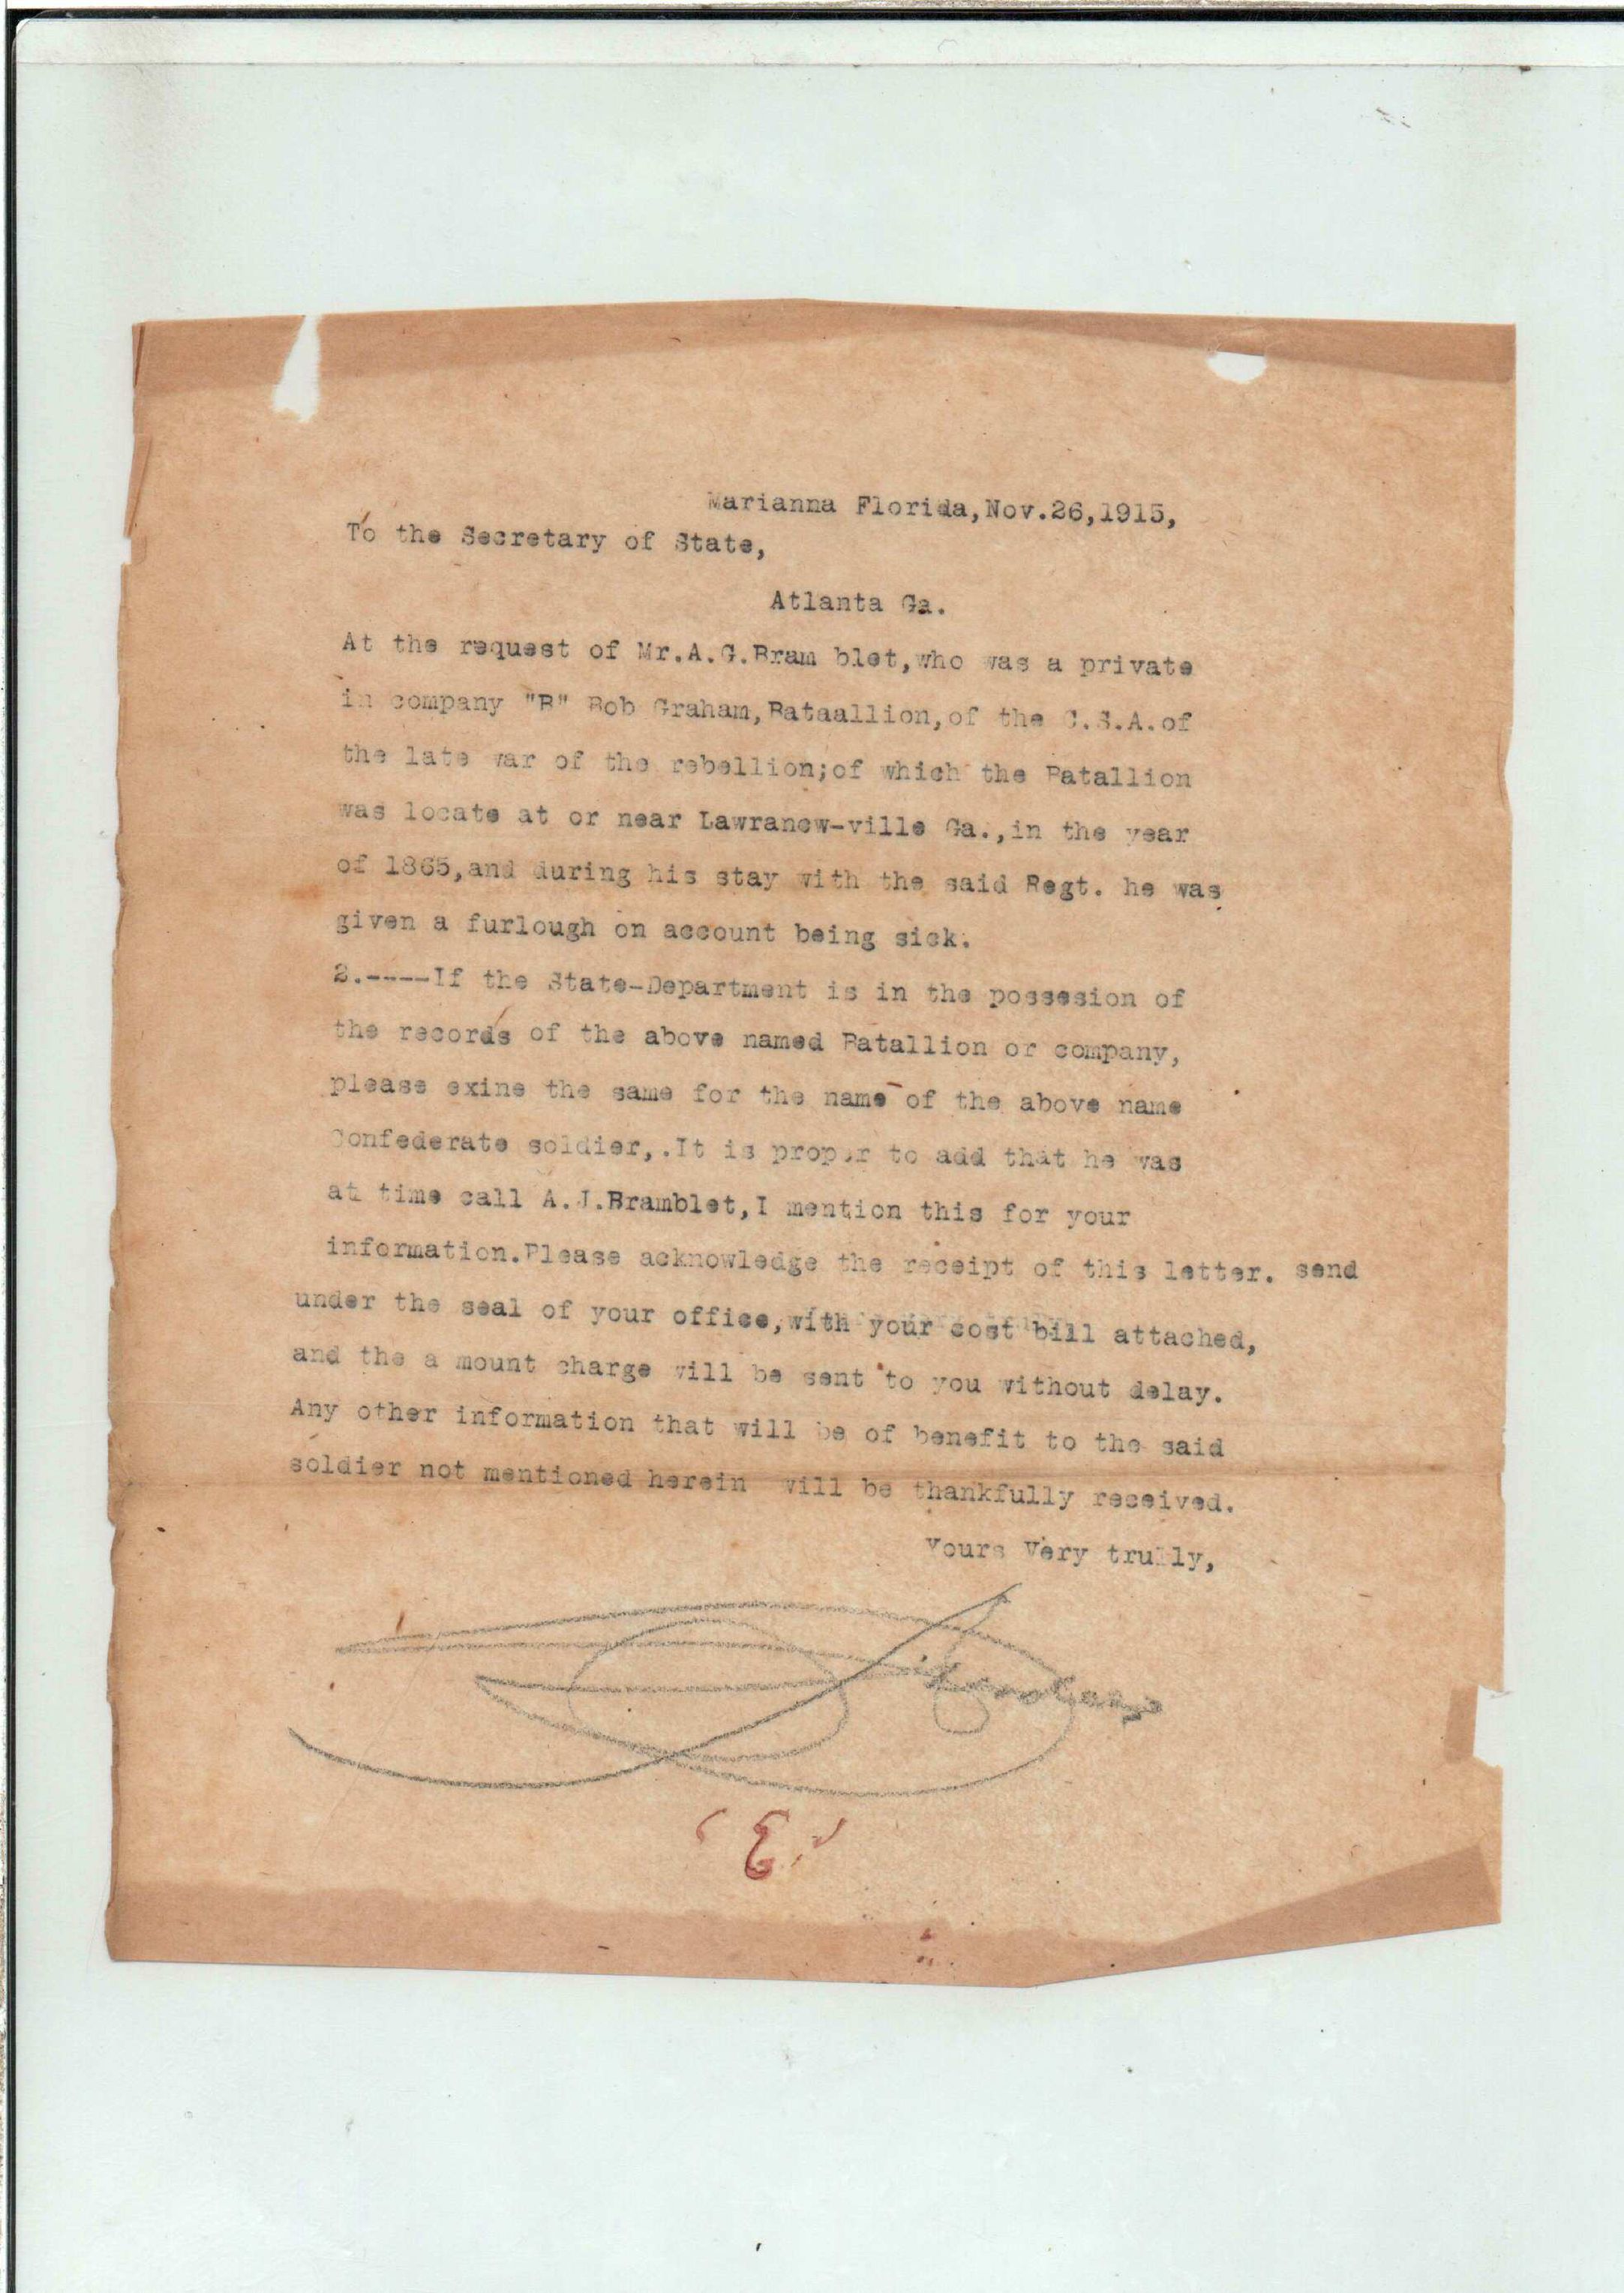 Marianna Florida,Nov.26,1915,
To the Secretary of State,
Atlanta Ga.
At the request of Mr.A.G.Bram blet,who was a private
in company "B" Bob Graham,Bataallion,of the C.S.A.of
the late war of the rebellion;of which the Batallion
was locate at or near Lawranew-ville Ga.,in the year
of 1865,and during his stay with the said Regt. he was
given a furlough on account being sick.
2.----If the State-Department is in the possesion of
the records of the above named Batallion or company,
please exine the same for the name of the above name
Confederate soldier,.It is proper to add that he was
at time call A.J.Bramblet,I mention this for your
information.Please acknowledge the receipt of this letter. send
under the seal of your office,with your cost bill attached,
and the a mount charge will be sent to you without delay.
Any other information that will be of benefit to the said
soldier not mentioned herein will be thankfully received.
Yours Very trully,
"E"